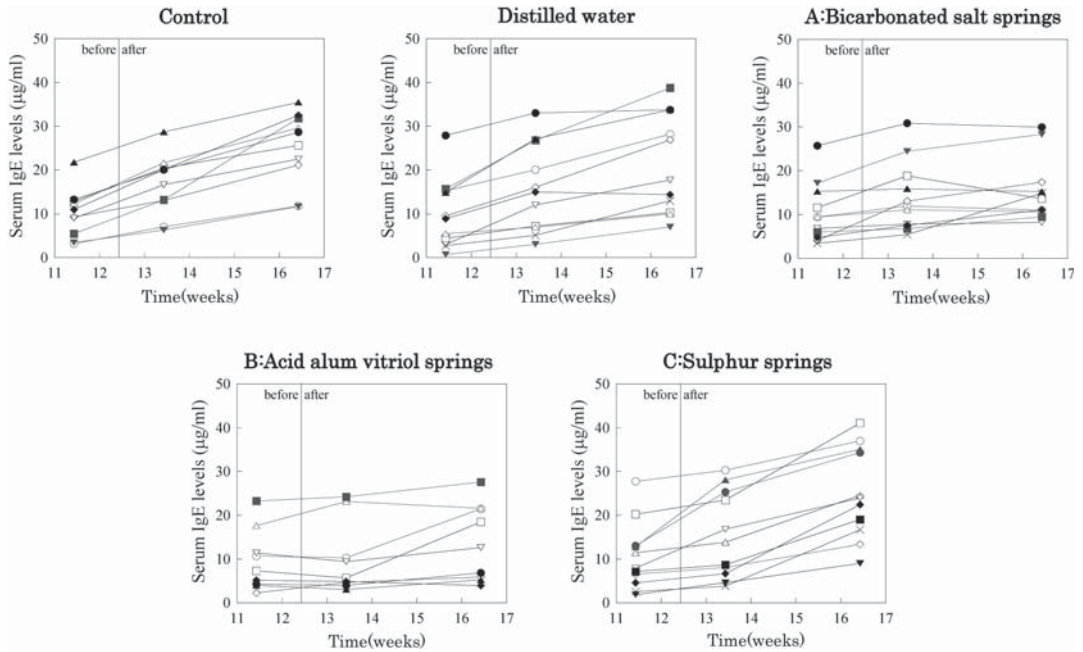 Control
Serum IgE levels (µg/ml)
50
40
30
20
10
0
before after
11 12 13 14 15 16 17
Time(weeks)
Distilled water
Serum IgE levels (µg/ml)
50
40
30
20
10
0
before after
11 12 13 14 15 16 17
Time(weeks)
A:Bicarbonated salt springs
Serum IgE levels (µg/ml)
50
40
30
20
10
0
before after
11 12 13 14 15 16 17
Time(weeks)
B:Acid alum vitriol springs
Serum IgE levels (µg/ml)
50
40
30
20
10
0
before after
11 12 13 14 15 16 17
Time(weeks)
C:Sulphur springs
Serum IgE levels (µg/ml)
50
40
30
20
10
0
before after
11 12 13 14 15 16 17
Time(weeks)